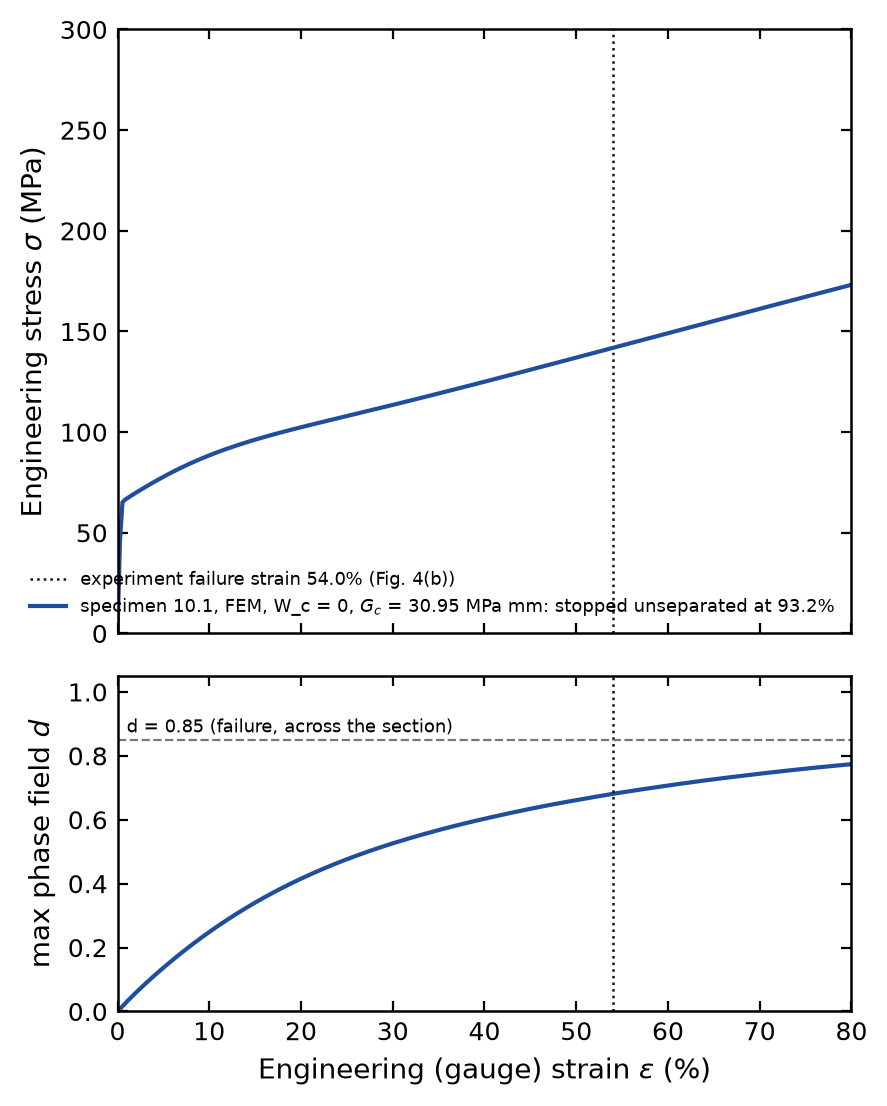 300
250
200
150
100
50
0
Engineering stress σ (MPa)
experiment failure strain 54.0% (Fig. 4(b))
specimen 10.1, FEM, W_c = 0, G_c = 30.95 MPa mm: stopped unseparated at 93.2%
1.0
0.8
0.6
0.4
0.2
0.0
max phase field d
d = 0.85 (failure, across the section)
0 10 20 30 40 50 60 70 80
Engineering (gauge) strain ε (%)